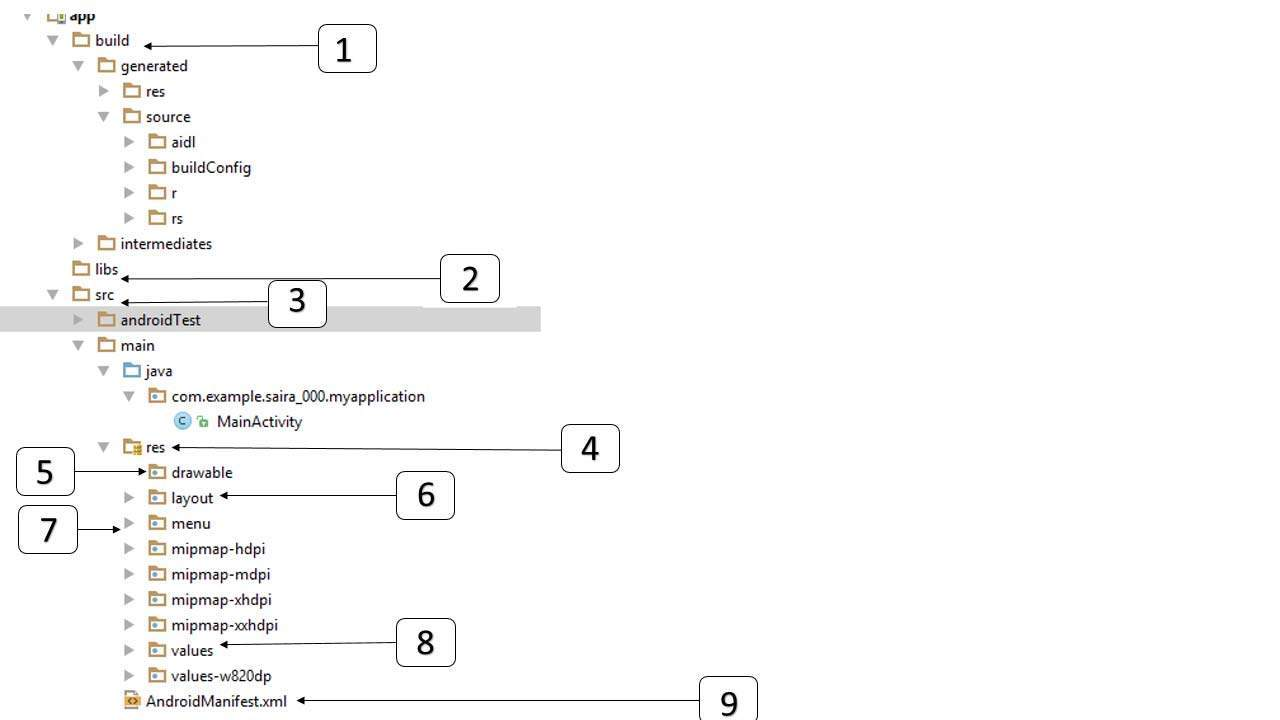 app
build
1
generated
res
source
aidl
buildConfig
r
rs
intermediates
libs
2
src
3
androidTest
main
java
com.example.saira_000.myapplication
MainActivity
res
4
5
drawable
layout
6
7
menu
mipmap-hdpi
mipmap-mdpi
mipmap-xhdpi
mipmap-xxhdpi
values
8
values-w820dp
AndroidManifest.xml
9